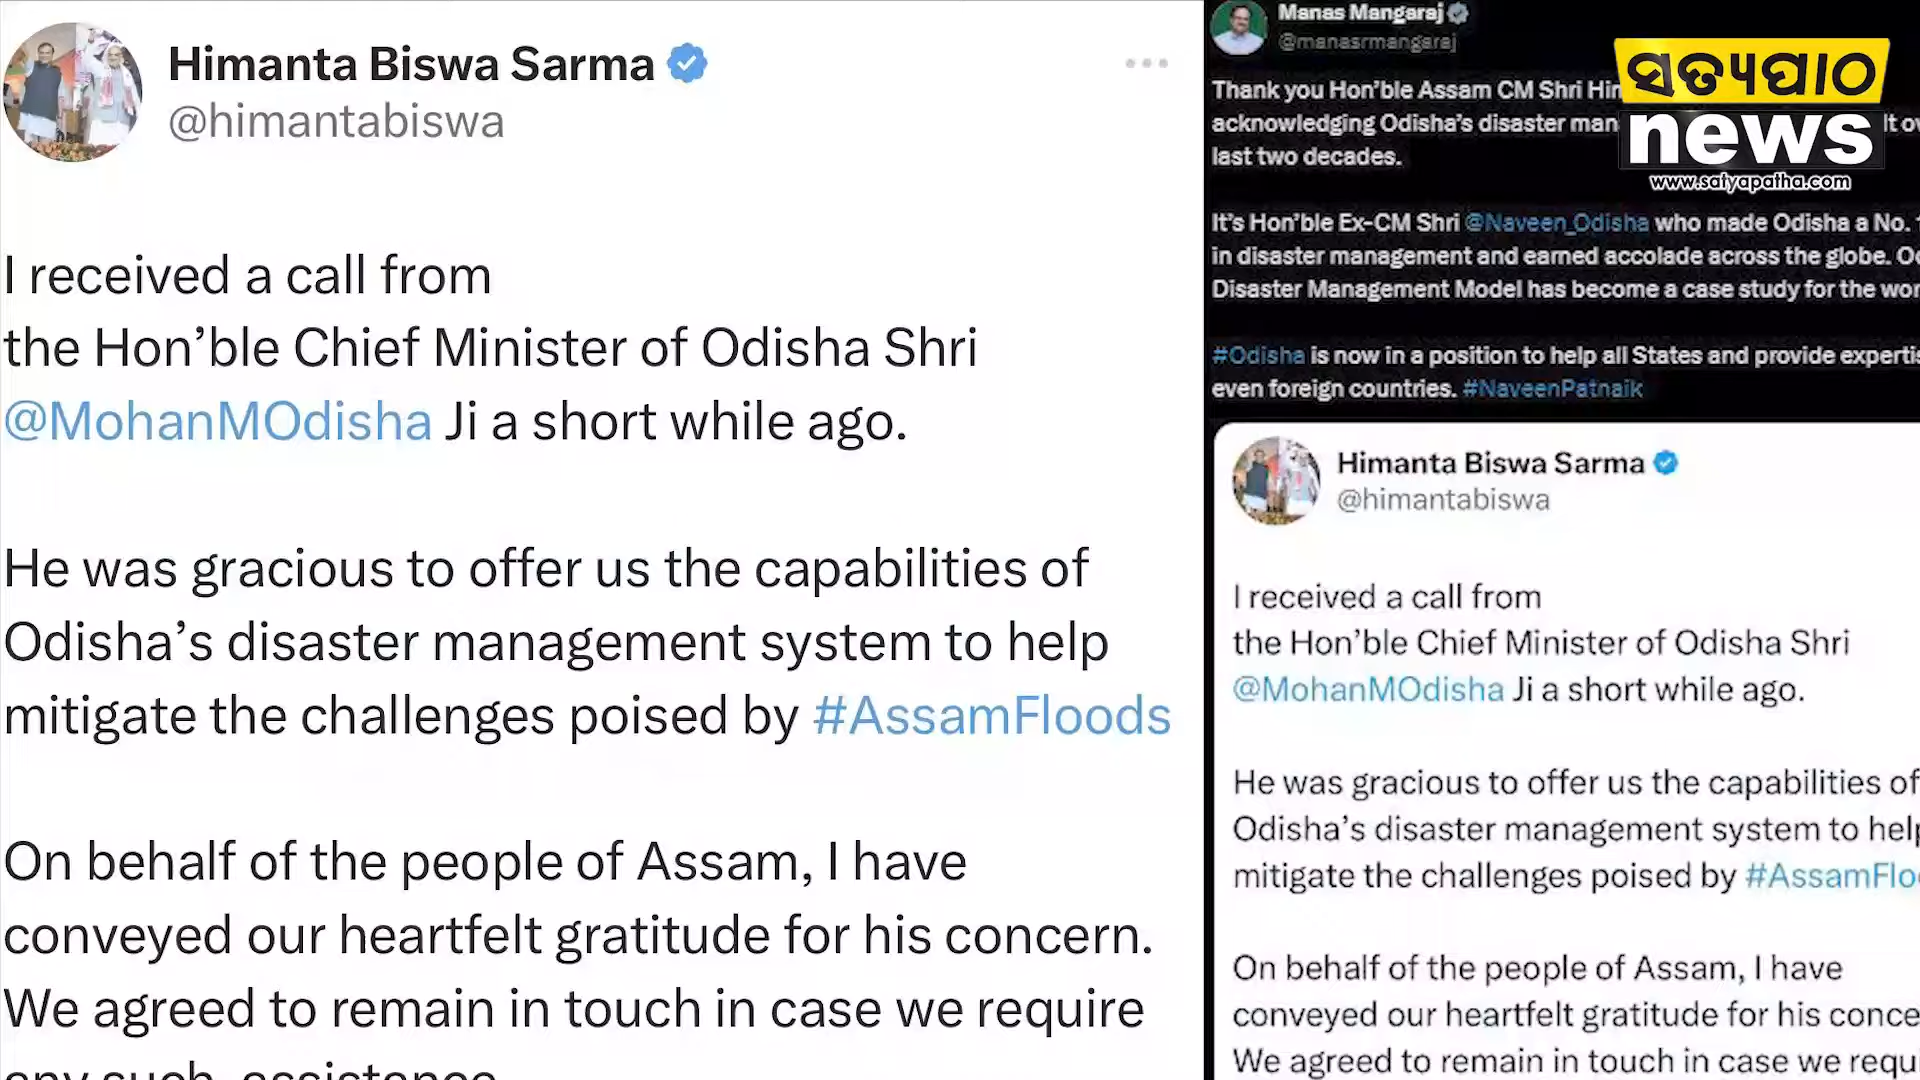 Himanta Biswa Sarma
@himantabiswa
I received a call from
the Hon’ble Chief Minister of Odisha Shri
@MohanMOdisha Ji a short while ago.
He was gracious to offer us the capabilities of
Odisha’s disaster management system to help
mitigate the challenges poised by #AssamFloods
On behalf of the people of Assam, I have
conveyed our heartfelt gratitude for his concern.
We agreed to remain in touch in case we require
any such assistance
Manas Mangaraj
@manasrmangaraj
Thank you Hon’ble Assam CM Shri
acknowledging Odisha’s disaster
last two decades.
It’s Hon’ble Ex-CM Shri @Naveen_Odisha who made Odisha a No.
in disaster management and earned accolade across the globe.
Disaster Management Model has become a case study for the
#Odisha is now in a position to help all States and provide
even foreign countries. #NaveenPatnaik
ସତ୍ୟପାଠ
news
www.satyapatha.com
Himanta Biswa Sarma
@himantabiswa
I received a call from
the Hon’ble Chief Minister of Odisha Shri
@MohanMOdisha Ji a short while ago.
He was gracious to offer us the capabilities of
Odisha’s disaster management system to help
mitigate the challenges poised by
On behalf of the people of Assam, I have
conveyed our heartfelt gratitude for his
We agreed to remain in touch in case we